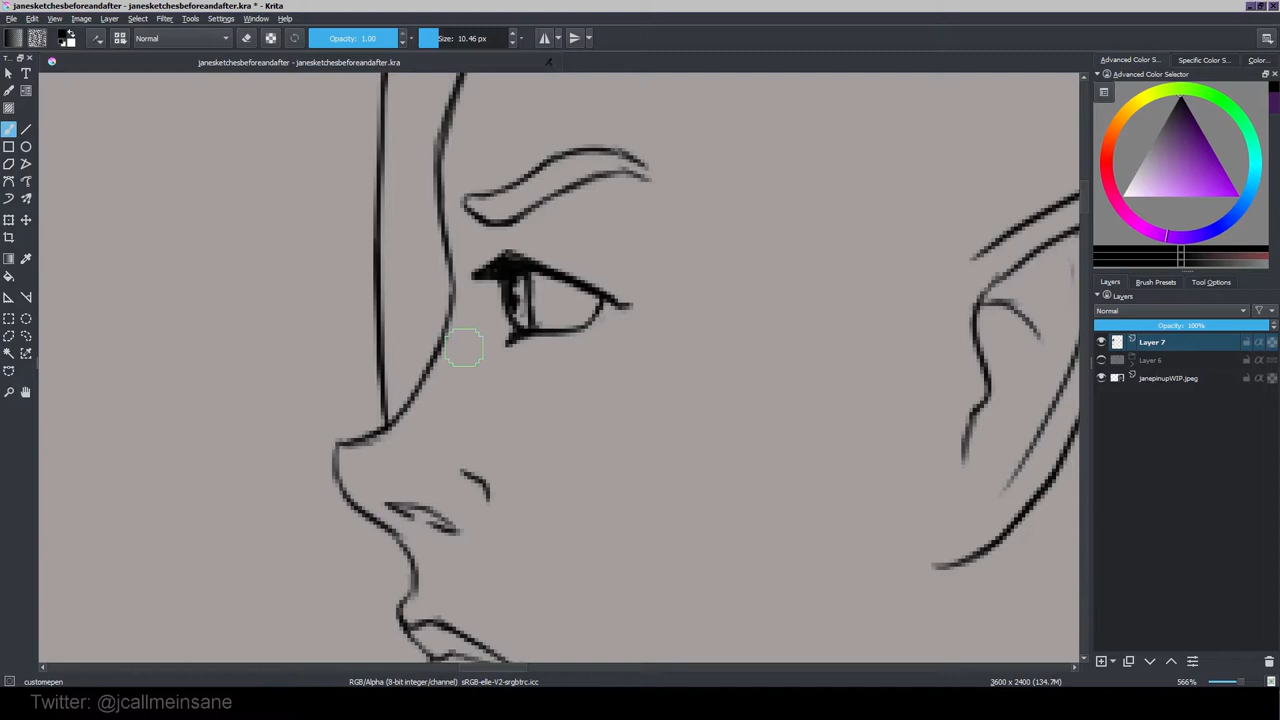 janesketchesbeforeandafter - janesketchesbeforeandafter.kra * - Krita
File Edit View Image Layer Select Filter Tools Settings Window Help
Normal Opacity: 1.00 Size: 10.46 px
janesketchesbeforeandafter - janesketchesbeforeandafter.kra
T...
Advanced Color S... Specific Color S... Color...
Advanced Color Selector
Layers Brush Presets Tool Options
Layers
Normal
Opacity: 100%
Layer 7
Layer 6
janepinupWIP.jpeg
customepen RGB/Alpha (8-bit integer/channel) sRGB-elle-V2-srgbtrc.icc 3600 x 2400 (134.7M) 566%
Twitter: @jcallmeinsane